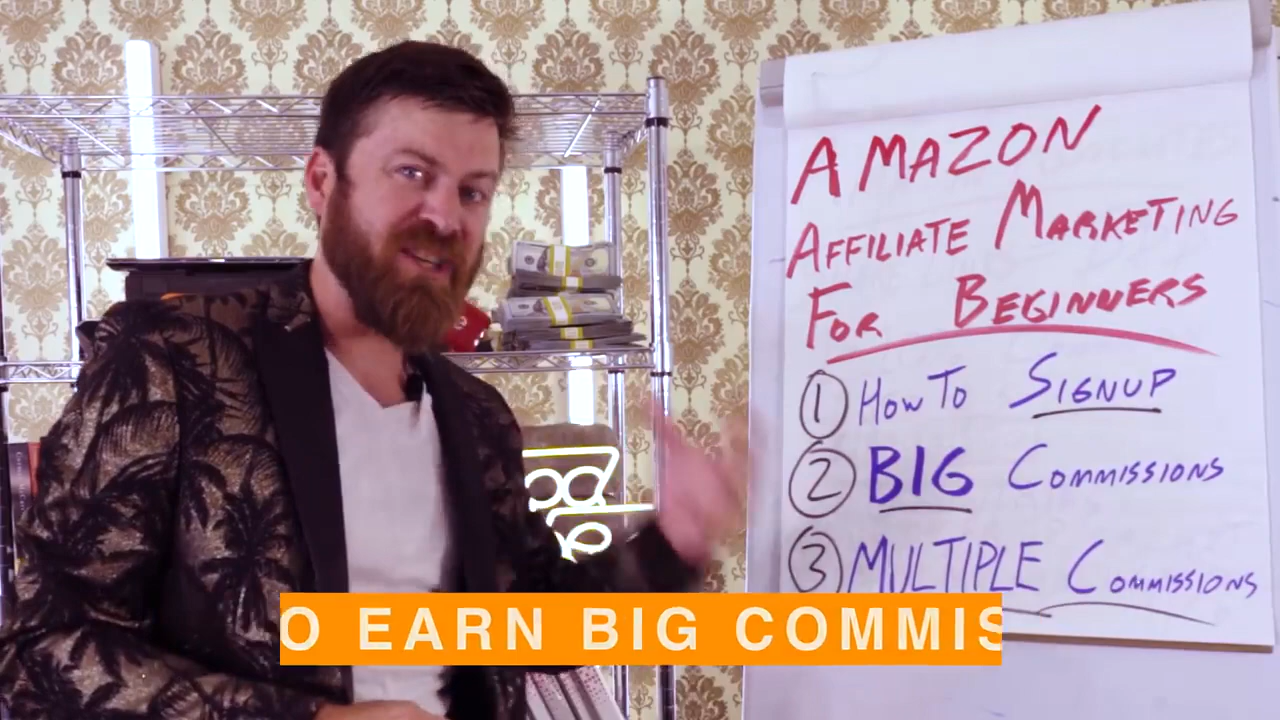 AMAZON
AFFILIATE MARKETING
FOR BEGINNERS
1 HOW TO SIGNUP
2 BIG COMMISSIONS
3 MULTIPLE COMMISSIONS
O EARN BIG COMMIS